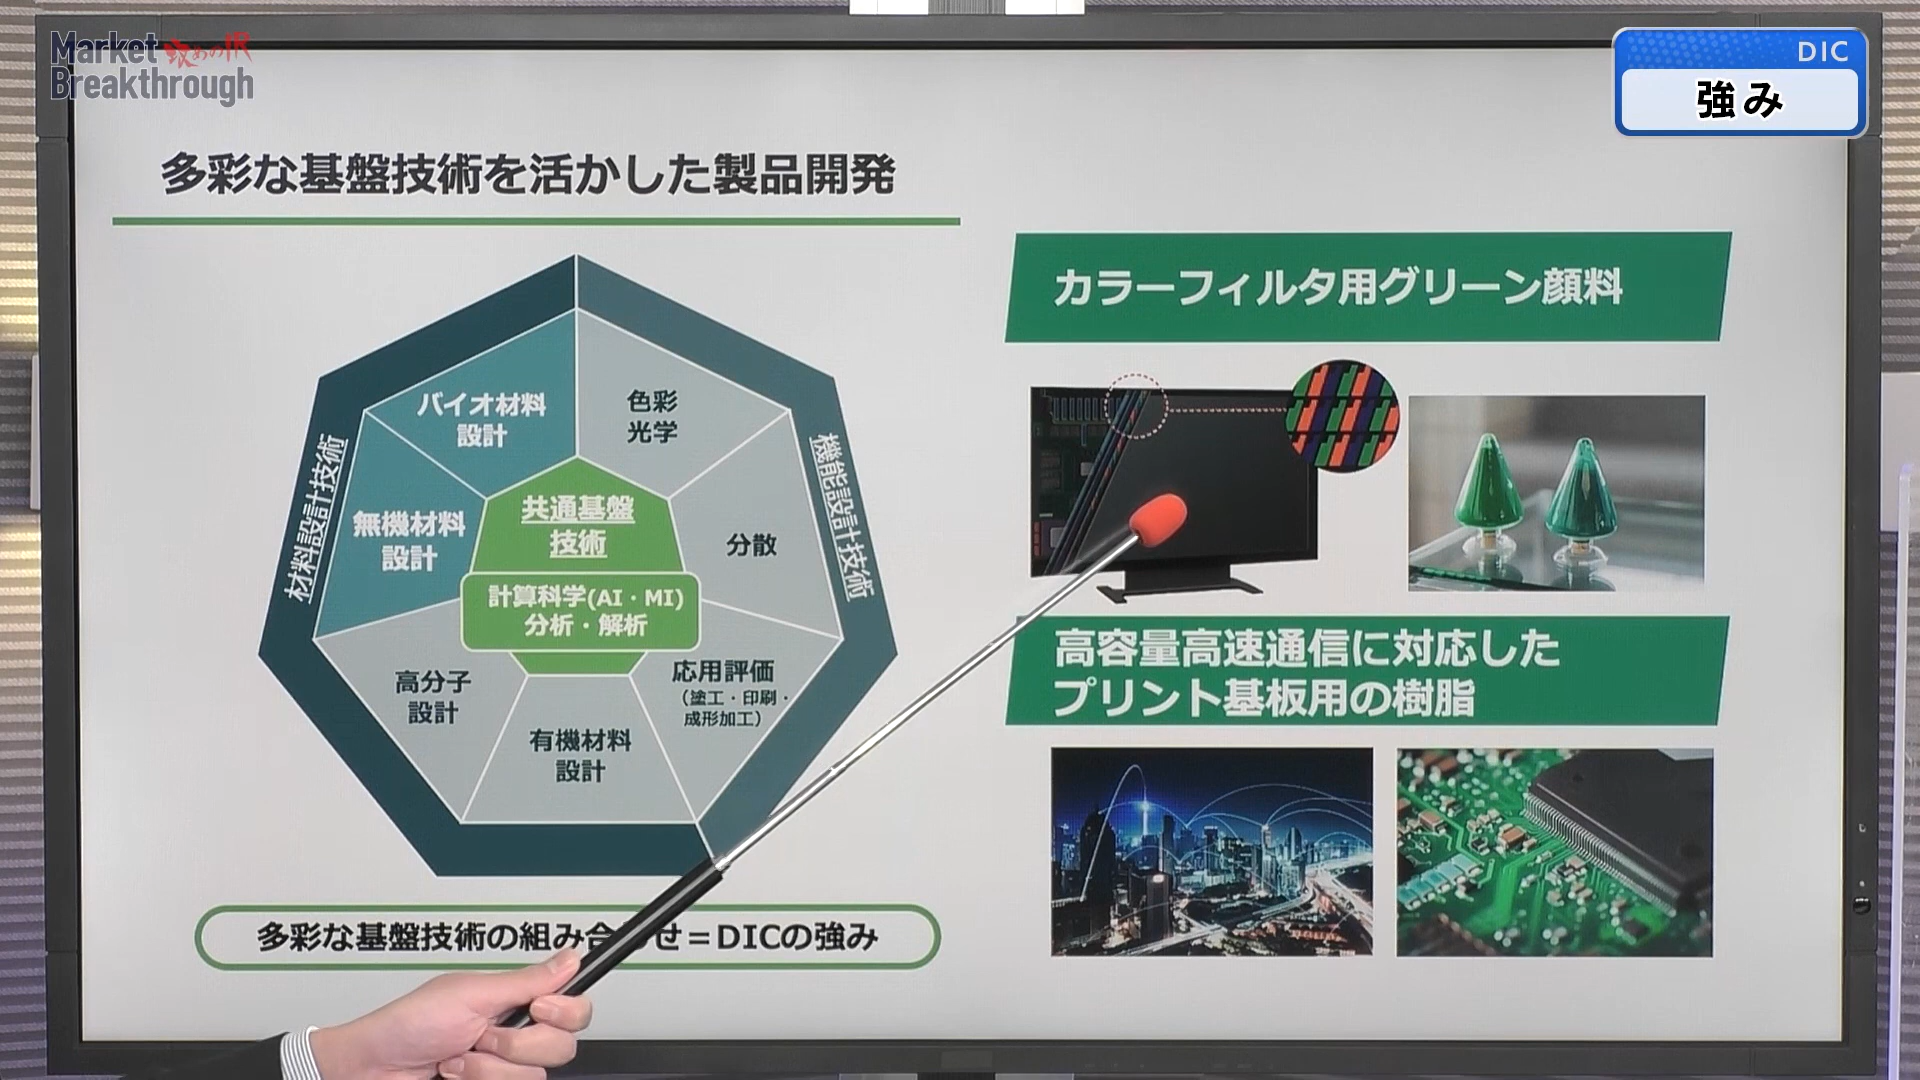 Market 攻めのIR
Breakthrough
DIC
強み
多彩な基盤技術を活かした製品開発
材料設計技術
機能設計技術
バイオ材料
設計
色彩
光学
無機材料
設計
共通基盤
技術
分散
計算科学(AI・MI)
分析・解析
高分子
設計
応用評価
(塗工・印刷・
成形加工)
有機材料
設計
多彩な基盤技術の組み合 せ=DICの強み
カラーフィルタ用グリーン顔料
高容量高速通信に対応した
プリント基板用の樹脂